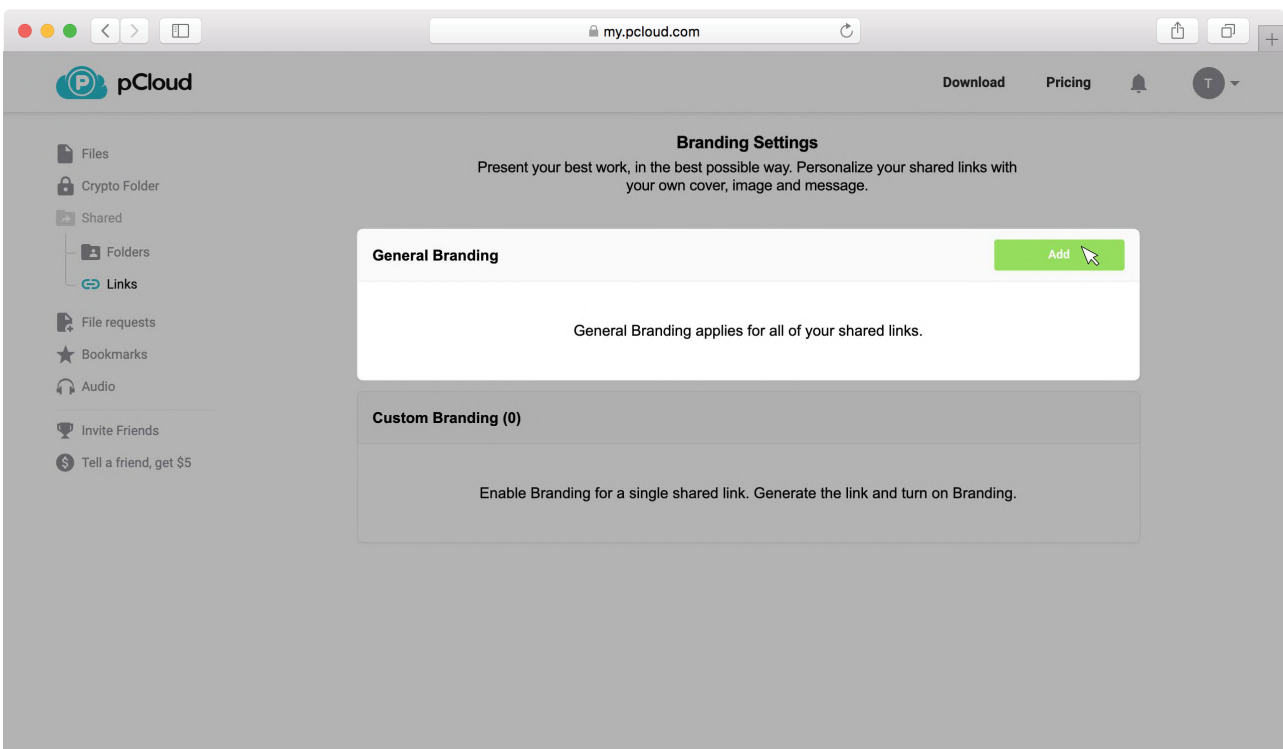 my.pcloud.com
P pCloud
Download Pricing T
Files
Crypto Folder
Shared
Folders
Links
File requests
Bookmarks
Audio
Invite Friends
$ Tell a friend, get $5
Branding Settings
Present your best work, in the best possible way. Personalize your shared links with
your own cover, image and message.
General Branding
Add
General Branding applies for all of your shared links.
Custom Branding (0)
Enable Branding for a single shared link. Generate the link and turn on Branding.